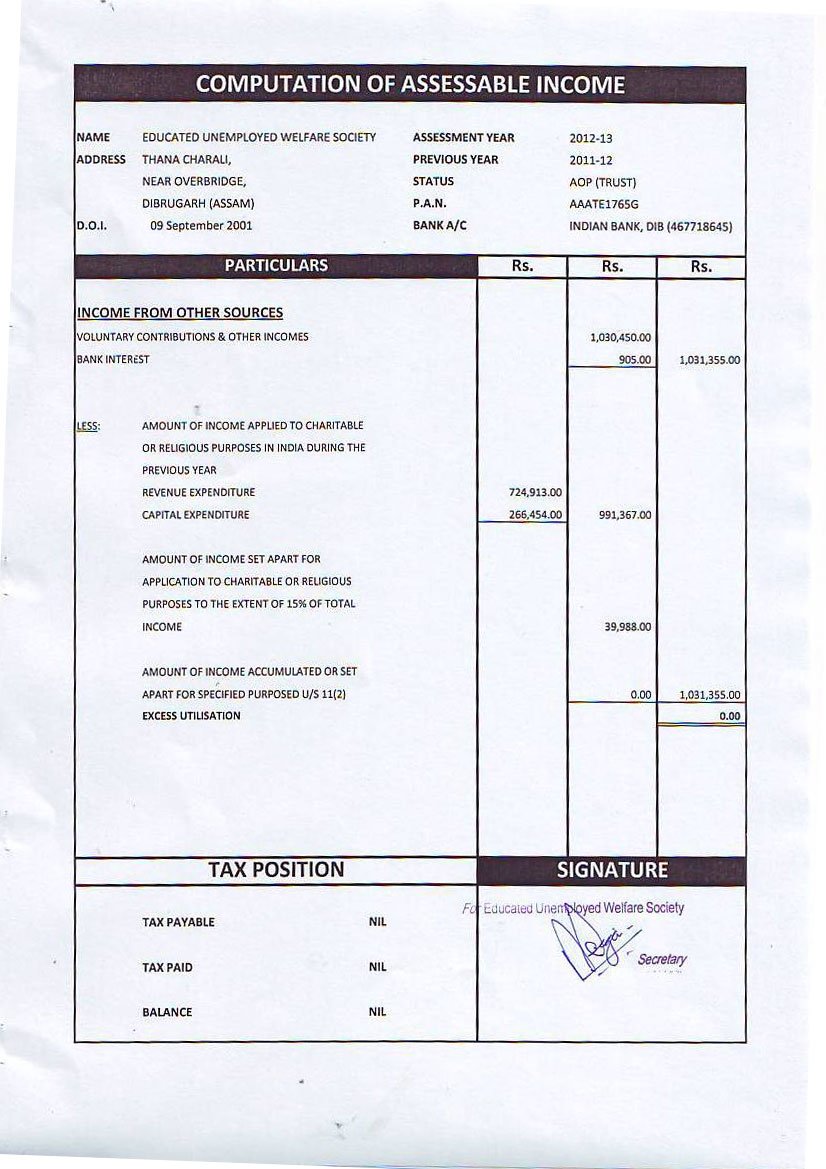 COMPUTATION OF ASSESSABLE INCOME
NAME EDUCATED UNEMPLOYED WELFARE SOCIETY ASSESSMENT YEAR 2012-13
ADDRESS THANA CHARALI, PREVIOUS YEAR 2011-12
NEAR OVERBRIDGE, STATUS AOP (TRUST)
DIBRUGARH (ASSAM) P.A.N. AAATE1765G
D.O.I. 09 September 2001 BANK A/C INDIAN BANK, DIB (467718645)
PARTICULARS Rs. Rs. Rs.
INCOME FROM OTHER SOURCES
VOLUNTARY CONTRIBUTIONS & OTHER INCOMES 1,030,450.00
BANK INTEREST 905.00 1,031,355.00
LESS: AMOUNT OF INCOME APPLIED TO CHARITABLE
OR RELIGIOUS PURPOSES IN INDIA DURING THE
PREVIOUS YEAR
REVENUE EXPENDITURE 724,913.00
CAPITAL EXPENDITURE 266,454.00 991,367.00
AMOUNT OF INCOME SET APART FOR
APPLICATION TO CHARITABLE OR RELIGIOUS
PURPOSES TO THE EXTENT OF 15% OF TOTAL
INCOME 39,988.00
AMOUNT OF INCOME ACCUMULATED OR SET
APART FOR SPECIFIED PURPOSED U/S 11(2) 0.00 1,031,355.00
EXCESS UTILISATION 0.00
TAX POSITION SIGNATURE
For Educated Unemployed Welfare Society
TAX PAYABLE NIL
Secretary
TAX PAID NIL
BALANCE NIL